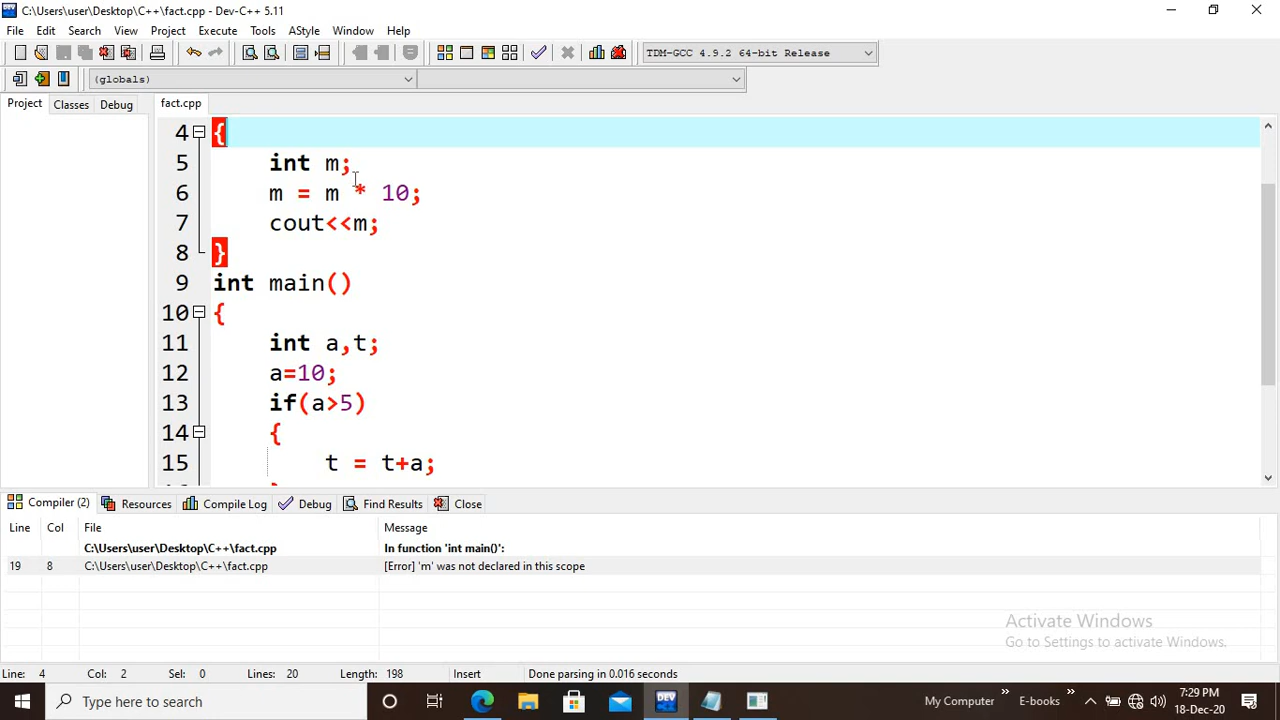 C:\Users\user\Desktop\C++\fact.cpp - Dev-C++ 5.11
File Edit Search View Project Execute Tools AStyle Window Help
TDM-GCC 4.9.2 64-bit Release
(globals)
Project Classes Debug fact.cpp
4 {
5 int m;
6 m = m * 10;
7 cout<<m;
8 }
9 int main()
10 {
11 int a,t;
12 a=10;
13 if(a>5)
14 {
15 t = t+a;
Compiler (2) Resources Compile Log Debug Find Results Close
Line Col File Message
C:\Users\user\Desktop\C++\fact.cpp In function 'int main()':
19 8 C:\Users\user\Desktop\C++\fact.cpp [Error] 'm' was not declared in this scope
Activate Windows
Go to Settings to activate Windows.
Line: 4 Col: 2 Sel: 0 Lines: 20 Length: 198 Insert Done parsing in 0.016 seconds
Type here to search
DEV
My Computer » E-books »
7:29 PM
18-Dec-20